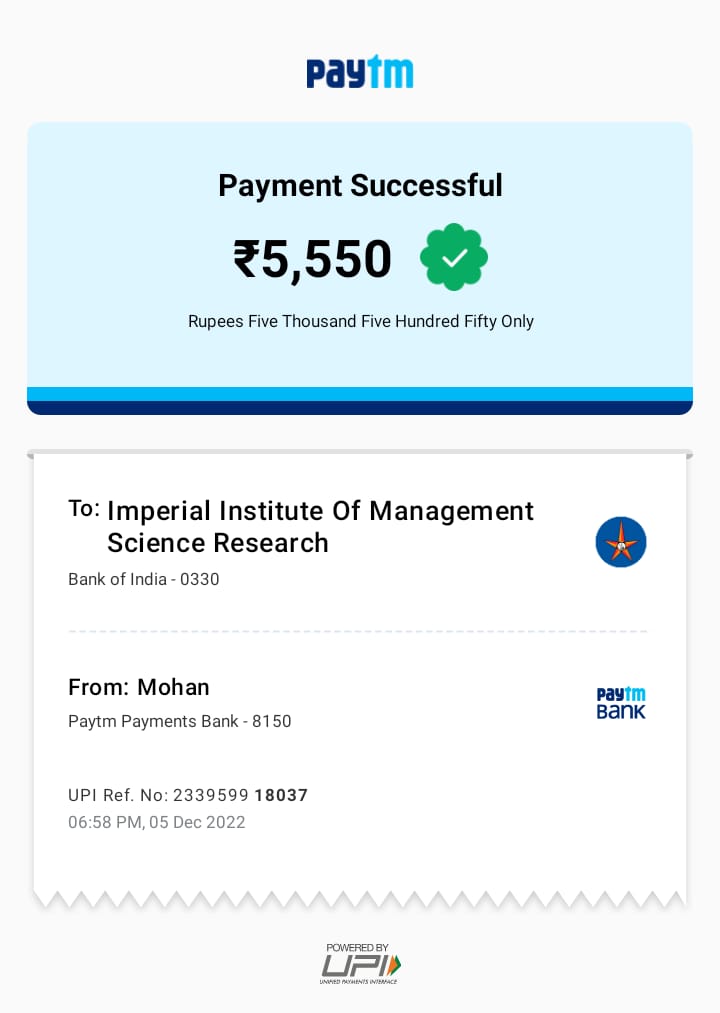 paytm
Payment Successful
₹5,550
Rupees Five Thousand Five Hundred Fifty Only
To: Imperial Institute Of Management
Science Research
Bank of India - 0330
From: Mohan
paytm
BANK
Paytm Payments Bank - 8150
UPI Ref. No: 2339599 18037
06:58 PM, 05 Dec 2022
POWERED BY
UPI
UNIFIED PAYMENTS INTERFACE